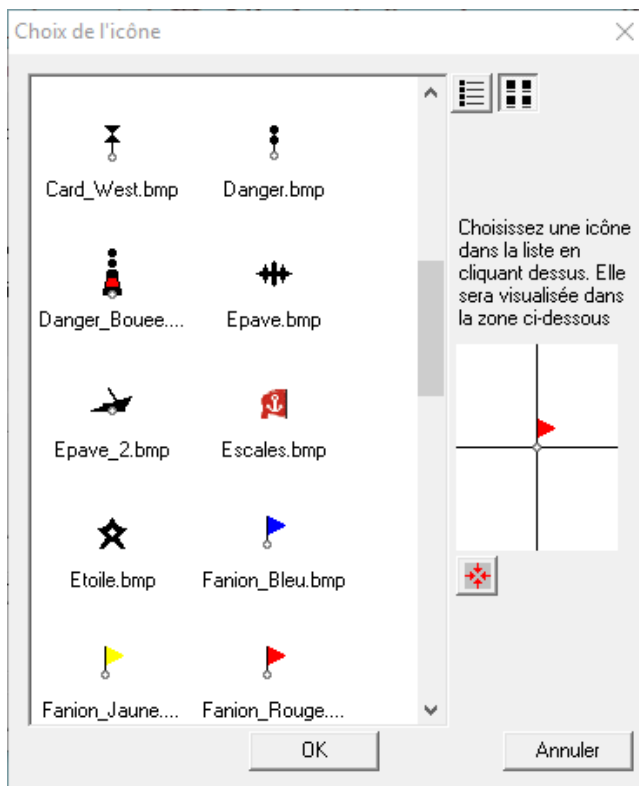 Choix de l'icône
Card_West.bmp
Danger.bmp
Danger_Bouee....
Epave.bmp
Epave_2.bmp
Escales.bmp
Etoile.bmp
Fanion_Bleu.bmp
Fanion_Jaune....
Fanion_Rouge....
Choisissez une icône
dans la liste en
cliquant dessus. Elle
sera visualisée dans
la zone ci-dessous
OK
Annuler